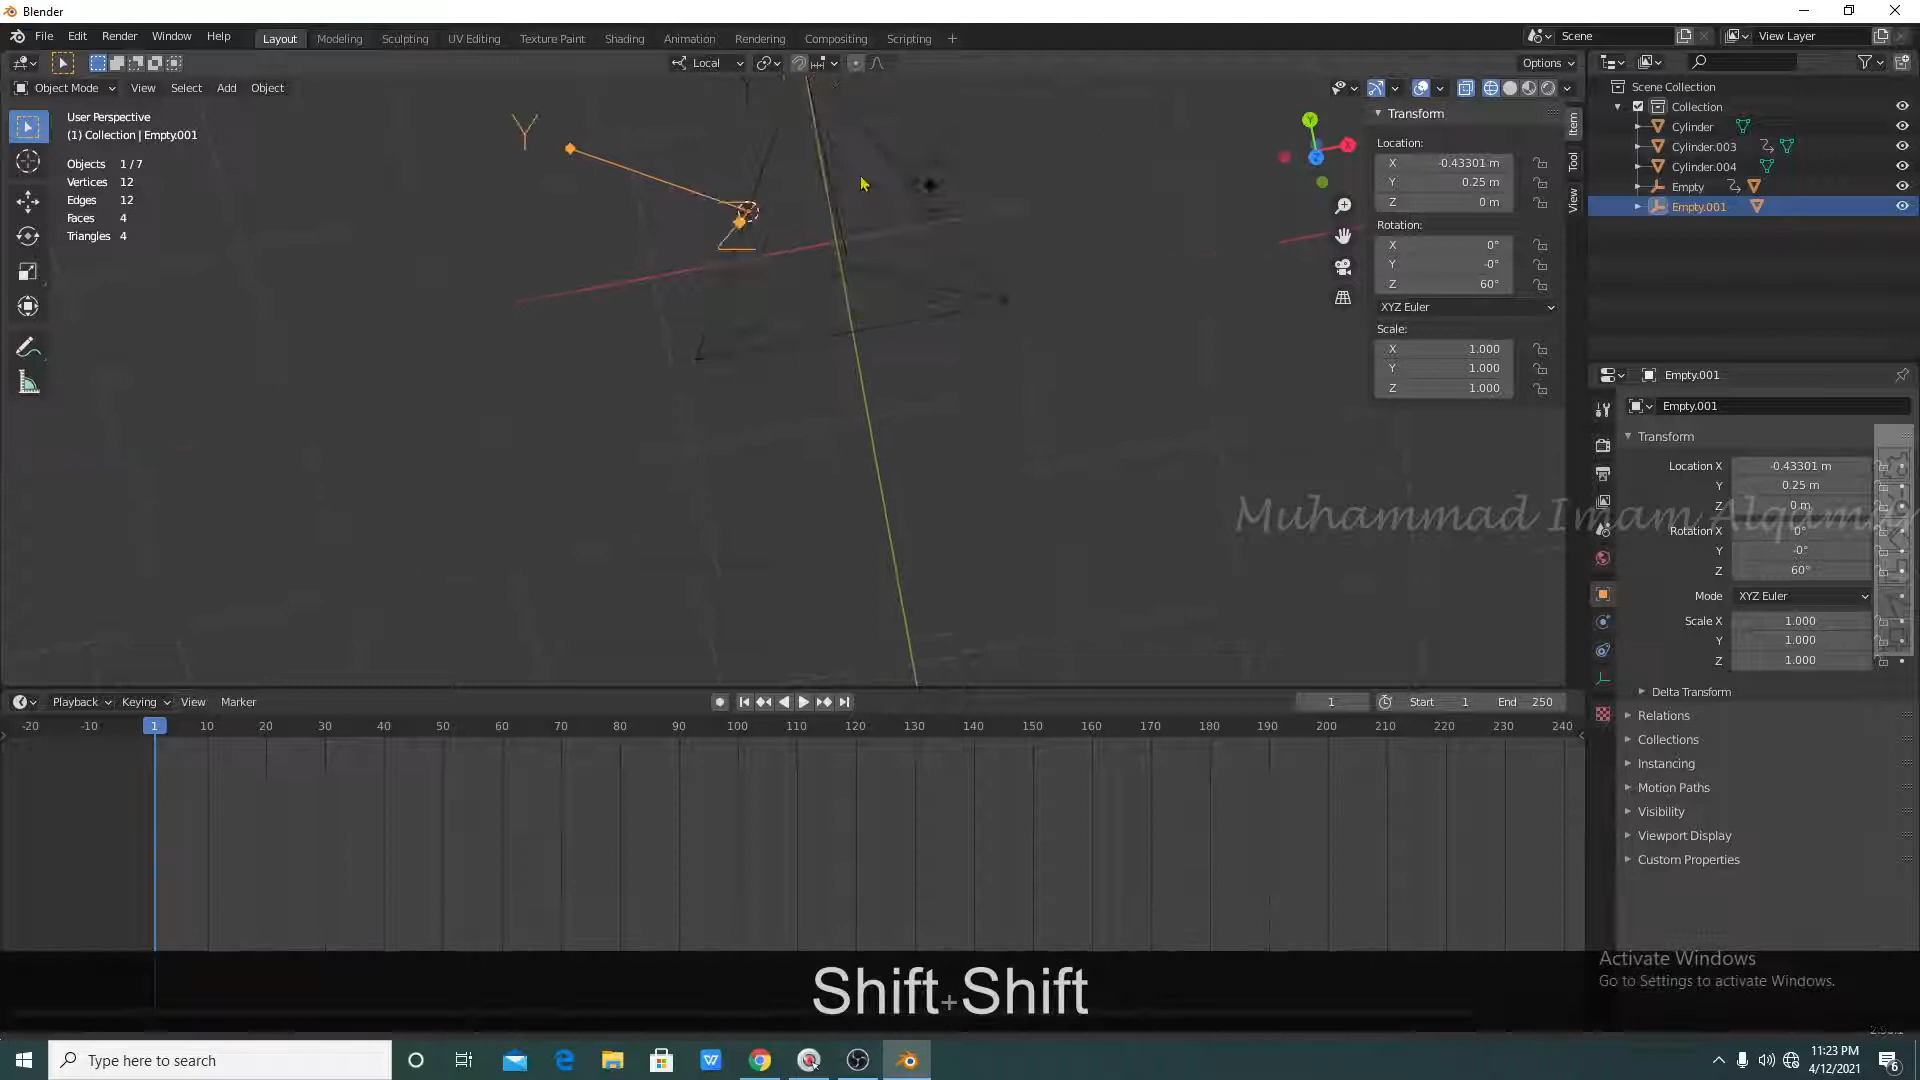 Blender
File Edit Render Window Help
Layout Modeling Sculpting UV Editing Texture Paint Shading Animation Rendering Compositing Scripting
Scene View Layer
Local Options
Object Mode View Select Add Object
User Perspective
(1) Collection | Empty.001
Objects 1 / 7
Vertices 12
Edges 12
Faces 4
Triangles 4
Y
Y
X
Transform
Location:
X -0.43301 m
Y 0.25 m
Z 0 m
Rotation:
X 0°
Y -0°
Z 60°
XYZ Euler
Scale:
X 1.000
Y 1.000
Z 1.000
Item
Tool
View
Scene Collection
Collection
Cylinder
Cylinder.003
Cylinder.004
Empty
Empty.001
Empty.001
Empty.001
Transform
Location X -0.43301 m
Y 0.25 m
Z 0 m
Rotation X 0°
Y -0°
Z 60°
Mode XYZ Euler
Scale X 1.000
Y 1.000
Z 1.000
Delta Transform
Relations
Collections
Instancing
Motion Paths
Visibility
Viewport Display
Custom Properties
Muhammad Imam
Playback Keying View Marker
1 Start 1 End 250
-20 -10 1 10 20 30 40 50 60 70 80 90 100 110 120 130 140 150 160 170 180 190 200 210 220 230 240
Shift+Shift
Activate Windows
Go to Settings to activate Windows.
Type here to search
11:23 PM
4/12/2021
6